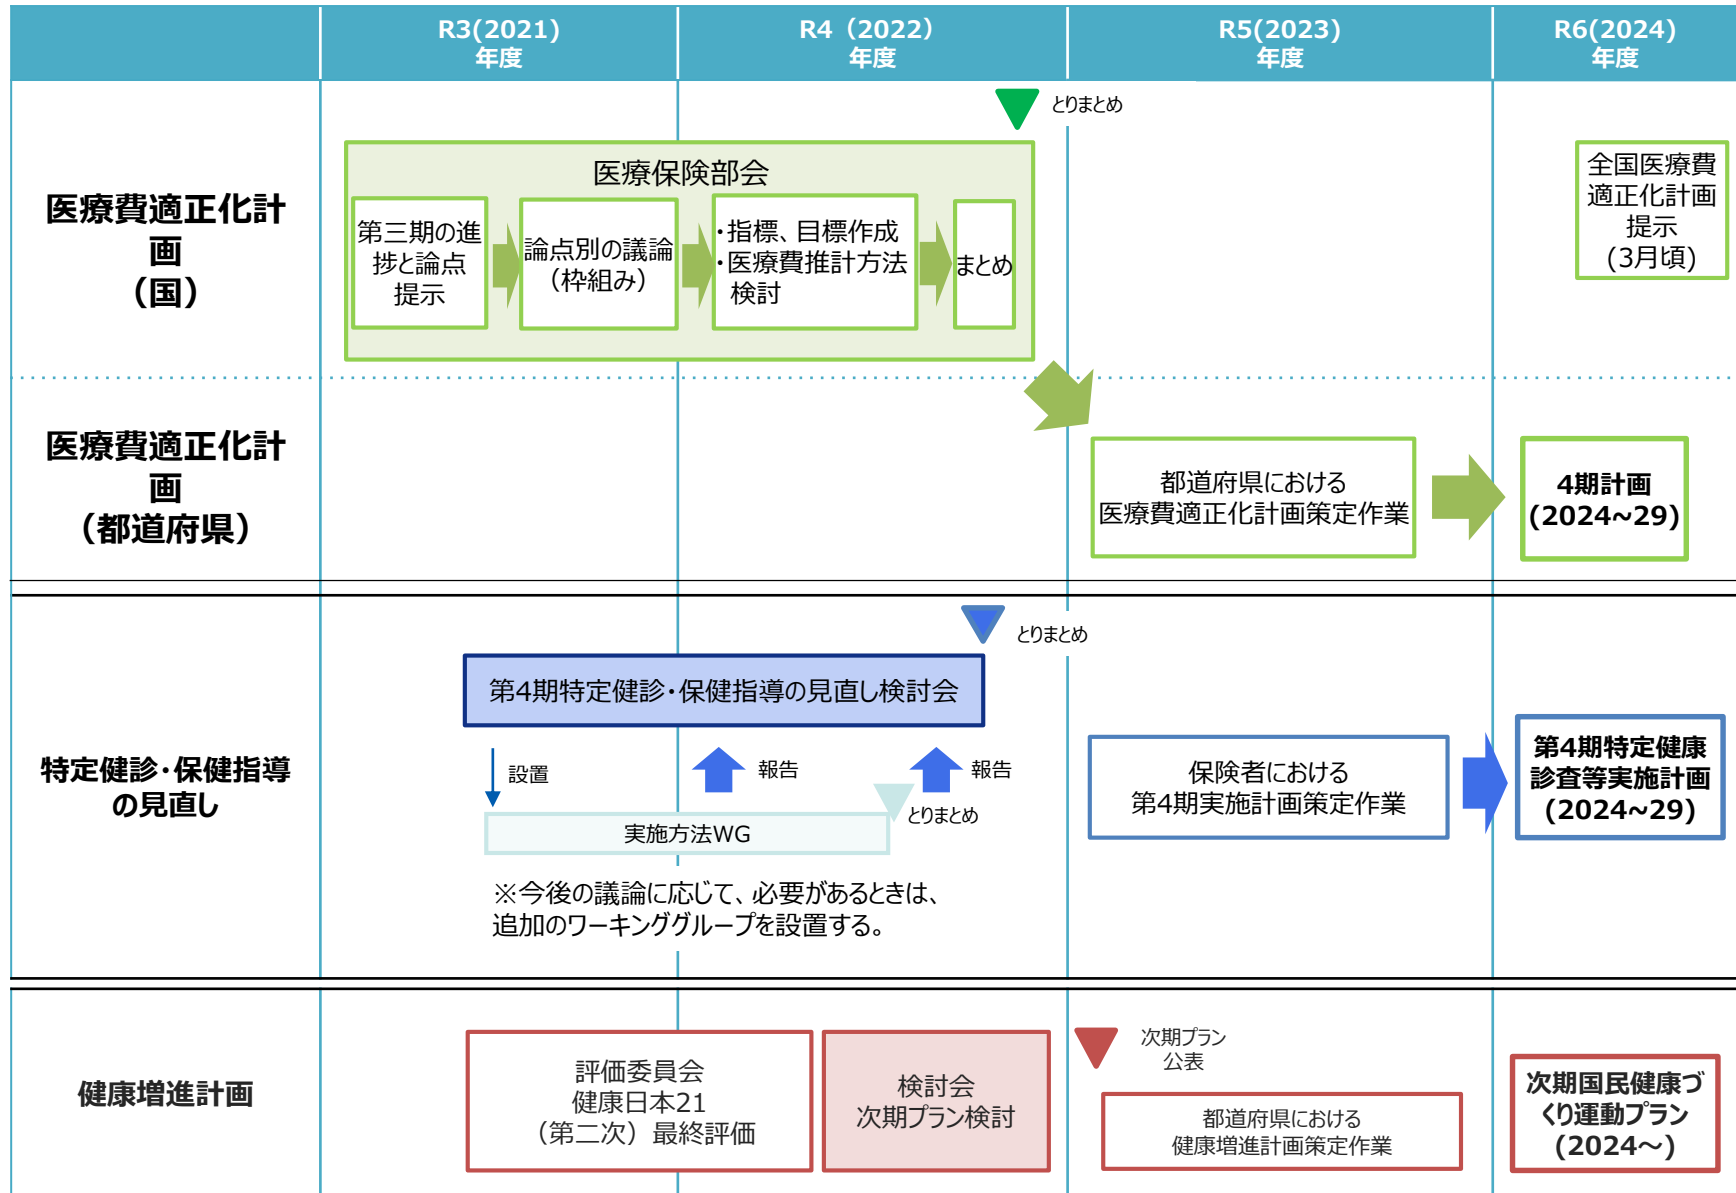 R3(2021)
年度
R4（2022）
年度
R5(2023)
年度
R6(2024)
年度
医療費適正化計
画
（国）
とりまとめ
医療保険部会
第三期の進
捗と論点
提示
論点別の議論
（枠組み）
・指標、目標作成
・医療費推計方法
検討
まとめ
全国医療費
適正化計画
提示
(3月頃)
医療費適正化計
画
（都道府県）
都道府県における
医療費適正化計画策定作業
4期計画
(2024~29)
特定健診・保健指導
の見直し
とりまとめ
第4期特定健診・保健指導の見直し検討会
設置
報告
報告
とりまとめ
実施方法WG
※今後の議論に応じて、必要があるときは、
追加のワーキンググループを設置する。
保険者における
第4期実施計画策定作業
第4期特定健康
診査等実施計画
(2024~29)
健康増進計画
評価委員会
健康日本21
（第二次）最終評価
検討会
次期プラン検討
次期プラン
公表
都道府県における
健康増進計画策定作業
次期国民健康づ
くり運動プラン
(2024～)